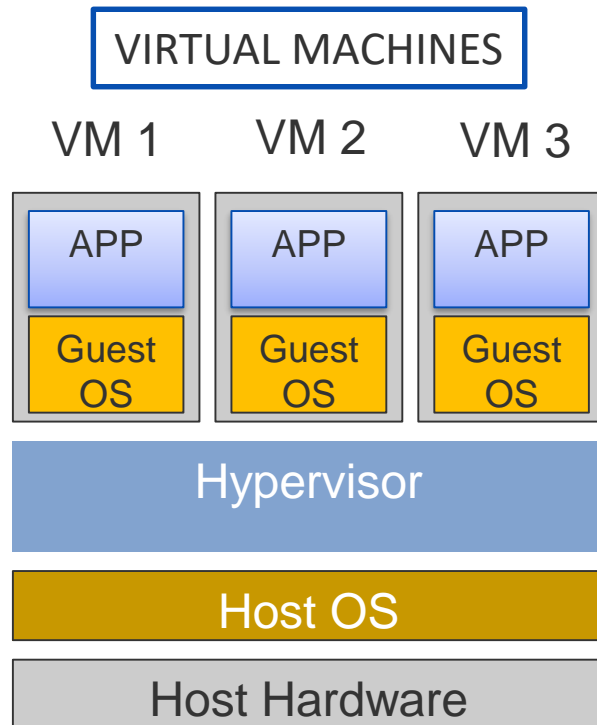 VIRTUAL MACHINES
VM 1 VM 2 VM 3
APP APP APP
Guest Guest Guest
OS OS OS
Hypervisor
Host OS
Host Hardware